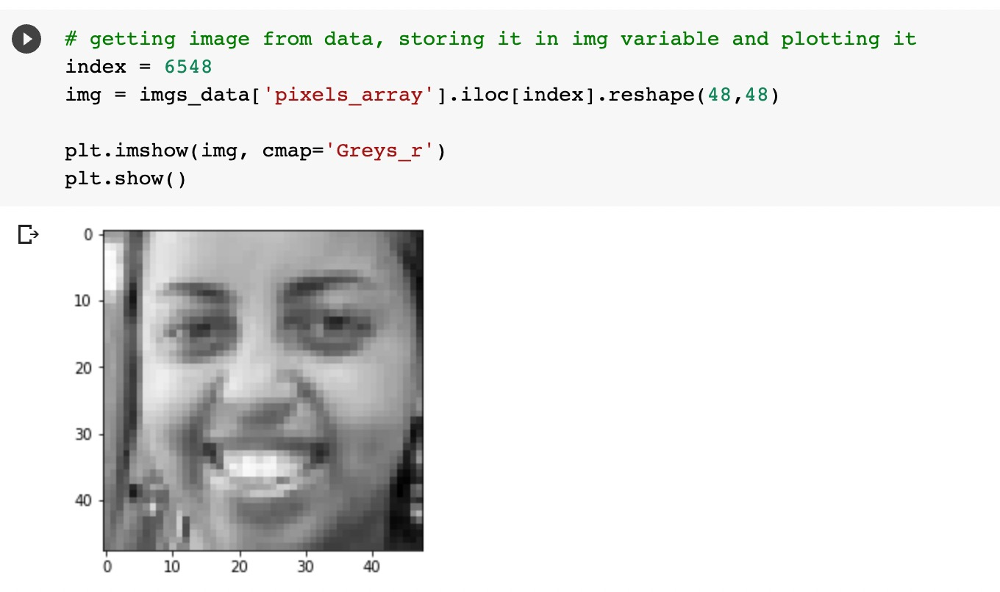 # getting image from data, storing it in img variable and plotting it
index = 6548
img = imgs_data['pixels_array'].iloc[index].reshape(48,48)
plt.imshow(img, cmap='Greys_r')
plt.show()
0
10
20
30
40
0 10 20 30 40